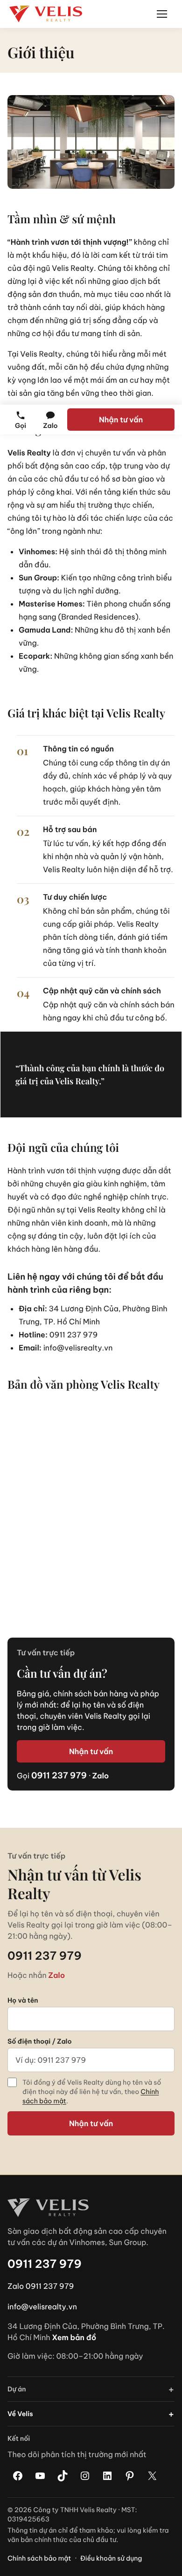 VELIS
REALTY
Giới thiệu
Tầm nhìn & sứ mệnh
“Hành trình vươn tới thịnh vượng!” không chỉ
là một khẩu hiệu, đó là lời cam kết từ trái tim
của đội ngũ Velis Realty. Chúng tôi không chỉ
dừng lại ở việc kết nối những giao dịch bất
động sản đơn thuần, mà mục tiêu cao nhất là
trở thành cánh tay nối dài, giúp khách hàng
chạm đến những giá trị sống đẳng cấp và
những cơ hội đầu tư mang tính di sản.
Tại Velis Realty, chúng tôi hiểu rằng mỗi mét
vuông đất, mỗi căn hộ đều chứa đựng những
kỳ vọng lớn lao về một mái ấm an cư hay một
tài sản gia tăng bền vững theo thời gian.
Gọi
Zalo
Nhận tư vấn
Velis Realty là đơn vị chuyên tư vấn và phân
phối bất động sản cao cấp, tập trung vào dự
án của các chủ đầu tư có hồ sơ bàn giao và
pháp lý công khai. Với nền tảng kiến thức sâu
rộng và sự am hiểu thị trường thực chiến,
chúng tôi tự hào là đối tác chiến lược của các
“ông lớn” trong ngành như:
Vinhomes: Hệ sinh thái đô thị thông minh
dẫn đầu.
Sun Group: Kiến tạo những công trình biểu
tượng và du lịch nghỉ dưỡng.
Masterise Homes: Tiên phong chuẩn sống
hạng sang (Branded Residences).
Gamuda Land: Những khu đô thị xanh bền
vững.
Ecopark: Những không gian sống xanh bền
vững.
Giá trị khác biệt tại Velis Realty
01
Thông tin có nguồn
Chúng tôi cung cấp thông tin dự án
đầy đủ, chính xác về pháp lý và quy
hoạch, giúp khách hàng yên tâm
trước mỗi quyết định.
02
Hỗ trợ sau bán
Từ lúc tư vấn, ký kết hợp đồng đến
khi nhận nhà và quản lý vận hành,
Velis Realty luôn hiện diện để hỗ trợ.
03
Tư duy chiến lược
Không chỉ bán sản phẩm, chúng tôi
cung cấp giải pháp. Velis Realty
phân tích dòng tiền, đánh giá tiềm
năng tăng giá và tính thanh khoản
của từng vị trí.
04
Cập nhật quỹ căn và chính sách
Cập nhật quỹ căn và chính sách bán
hàng ngay khi chủ đầu tư công bố.
“Thành công của bạn chính là thước đo
giá trị của Velis Realty.”
Đội ngũ của chúng tôi
Hành trình vươn tới thịnh vượng được dẫn dắt
bởi những chuyên gia giàu kinh nghiệm, tâm
huyết và có đạo đức nghề nghiệp chính trực.
Đội ngũ nhân sự tại Velis Realty không chỉ là
những nhân viên kinh doanh, mà là những
cộng sự đáng tin cậy, luôn đặt lợi ích của
khách hàng lên hàng đầu.
Liên hệ ngay với chúng tôi để bắt đầu
hành trình của riêng bạn:
Địa chỉ: 34 Lương Định Của, Phường Bình
Trưng, TP. Hồ Chí Minh
Hotline: 0911 237 979
Email: info@velisrealty.vn
Bản đồ văn phòng Velis Realty
Tư vấn trực tiếp
Cần tư vấn dự án?
Bảng giá, chính sách bán hàng và pháp
lý mới nhất: để lại họ tên và số điện
thoại, chuyên viên Velis Realty gọi lại
trong giờ làm việc.
Nhận tư vấn
Gọi 0911 237 979 · Zalo
Tư vấn trực tiếp
Nhận tư vấn từ Velis
Realty
Để lại họ tên và số điện thoại, chuyên viên
Velis Realty gọi lại trong giờ làm việc (08:00–
21:00 hằng ngày).
0911 237 979
Hoặc nhắn Zalo
Họ và tên
Số điện thoại / Zalo
Ví dụ: 0911 237 979
Tôi đồng ý để Velis Realty dùng họ tên và số
điện thoại này để liên hệ tư vấn, theo Chính
sách bảo mật.
Nhận tư vấn
VELIS
REALTY
Sàn giao dịch bất động sản cao cấp chuyên
tư vấn các dự án Vinhomes, Sun Group.
0911 237 979
Zalo 0911 237 979
info@velisrealty.vn
34 Lương Định Của, Phường Bình Trưng, TP.
Hồ Chí Minh Xem bản đồ
Giờ làm việc: 08:00–21:00 hằng ngày
Dự án +
Về Velis +
Kết nối
Theo dõi phân tích thị trường mới nhất
© 2026 Công ty TNHH Velis Realty · MST:
0319425663
Thông tin dự án chỉ để tham khảo; vui lòng kiểm tra
văn bản chính thức của chủ đầu tư.
Chính sách bảo mật · Điều khoản sử dụng